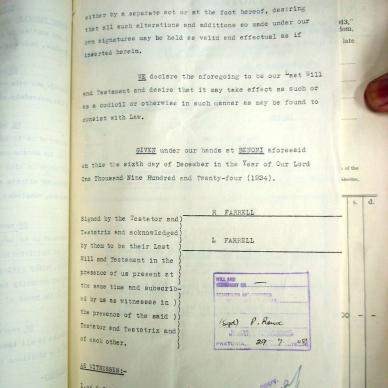 either by a separate act or at the foot hereof, desiring
that all such alterations and additions so made under our
own signatures may be held as valid and effectual as if
inserted herein.
WE declare the aforegoing to be our Last Will
and Testament and desire that it may take effect as such or
as a codicil or otherwise in such manner as may be found to
consist with Law.
GIVEN under our hands at BENONI aforesaid
on this the sixth day of December in the Year of Our Lord
One Thousand Nine Hundred and Twenty-four (1924).
Signed by the Testator and)
Testatrix and acknowledged)
by them to be their Last )
Will and Testament in the )
presence of us present at )
the same time and subscrib-)
ed by us as witnesses in )
the presence of the said )
Testator and Testatrix and)
of each other. )
R FARRELL
L FARRELL
WILL AND
(Sgd)
PRETORIA, 29 7
AS WITNESSES:-
late
s. d.